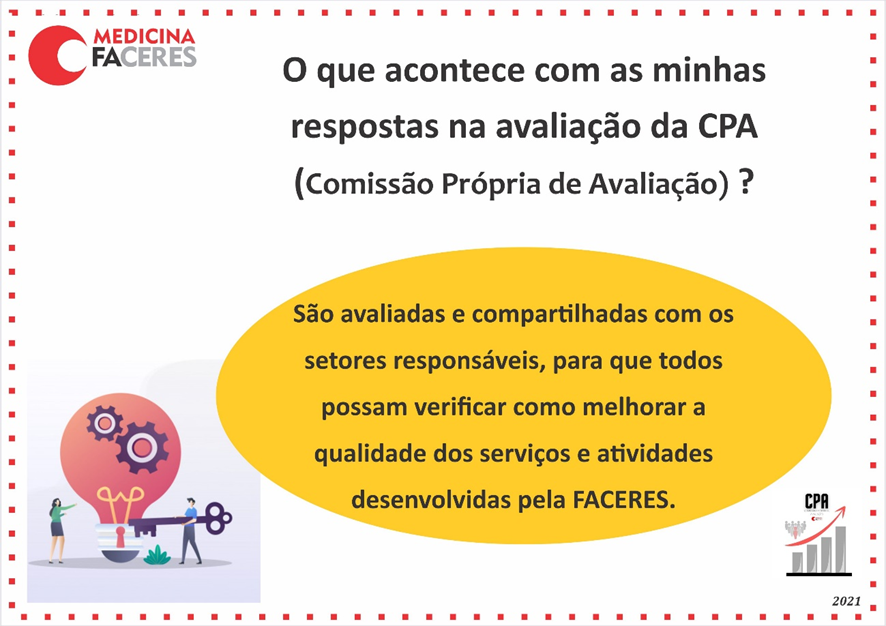 MEDICINA
FACERES
O que acontece com as minhas
respostas na avaliação da CPA
(Comissão Própria de Avaliação) ?
São avaliadas e compartilhadas com os
setores responsáveis, para que todos
possam verificar como melhorar a
qualidade dos serviços e atividades
desenvolvidas pela FACERES.
CPA
2021